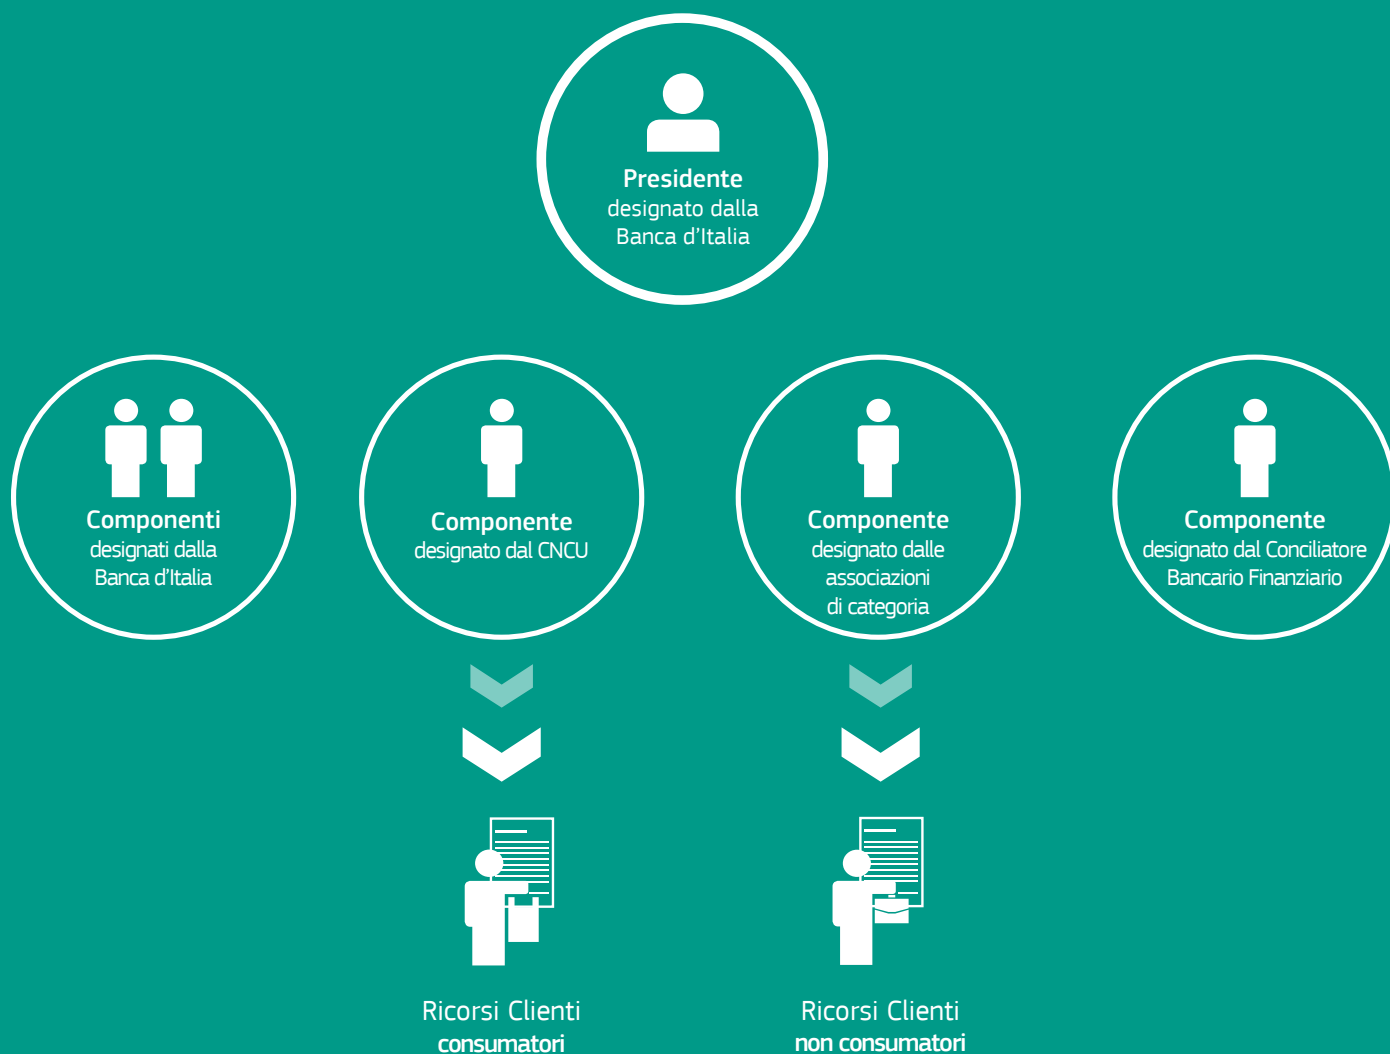 Presidente
designato dalla
Banca d'Italia
Componenti
designati dalla
Banca d'Italia
Componente
designato dal CNCU
Componente
designato dalle
associazioni
di categoria
Componente
designato dal Conciliatore
Bancario Finanziario
Ricorsi Clienti
consumatori
Ricorsi Clienti
non consumatori